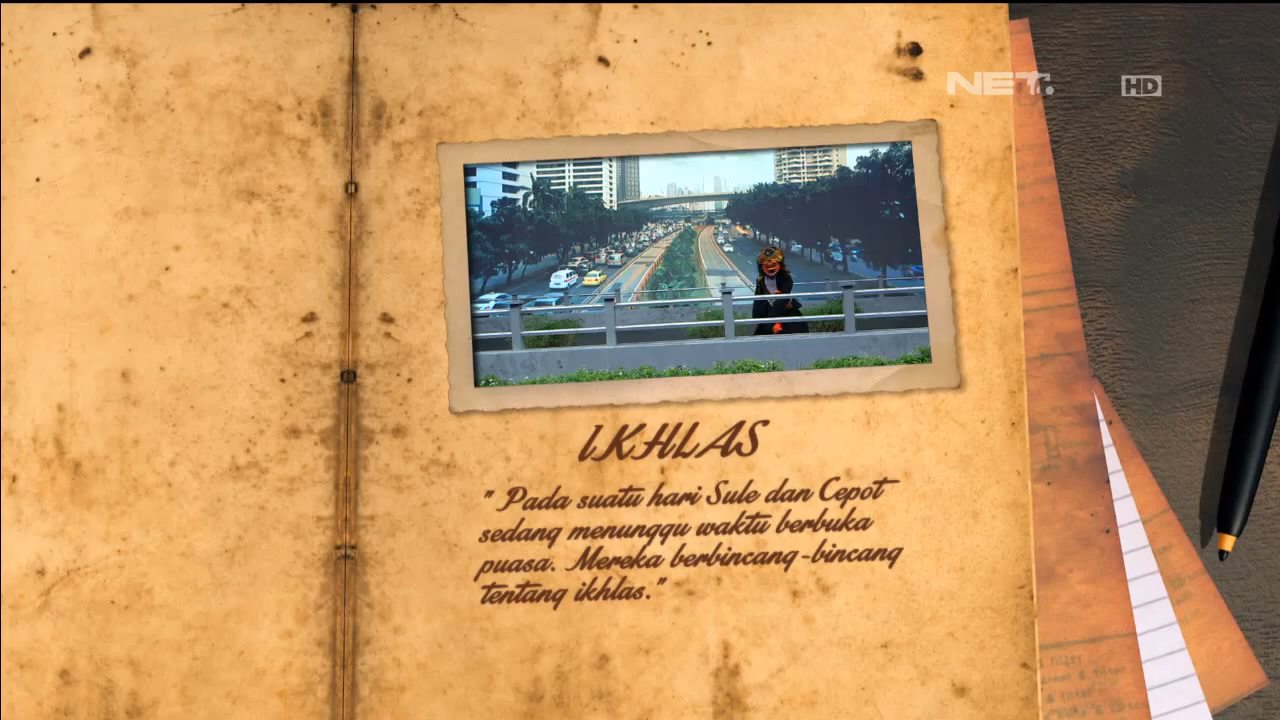 NET.
HD
IKHLAS
" Pada suatu hari Sule dan Cepot
sedang menunggu waktu berbuka
puasa. Mereka berbincang-bincang
tentang ikhlas."